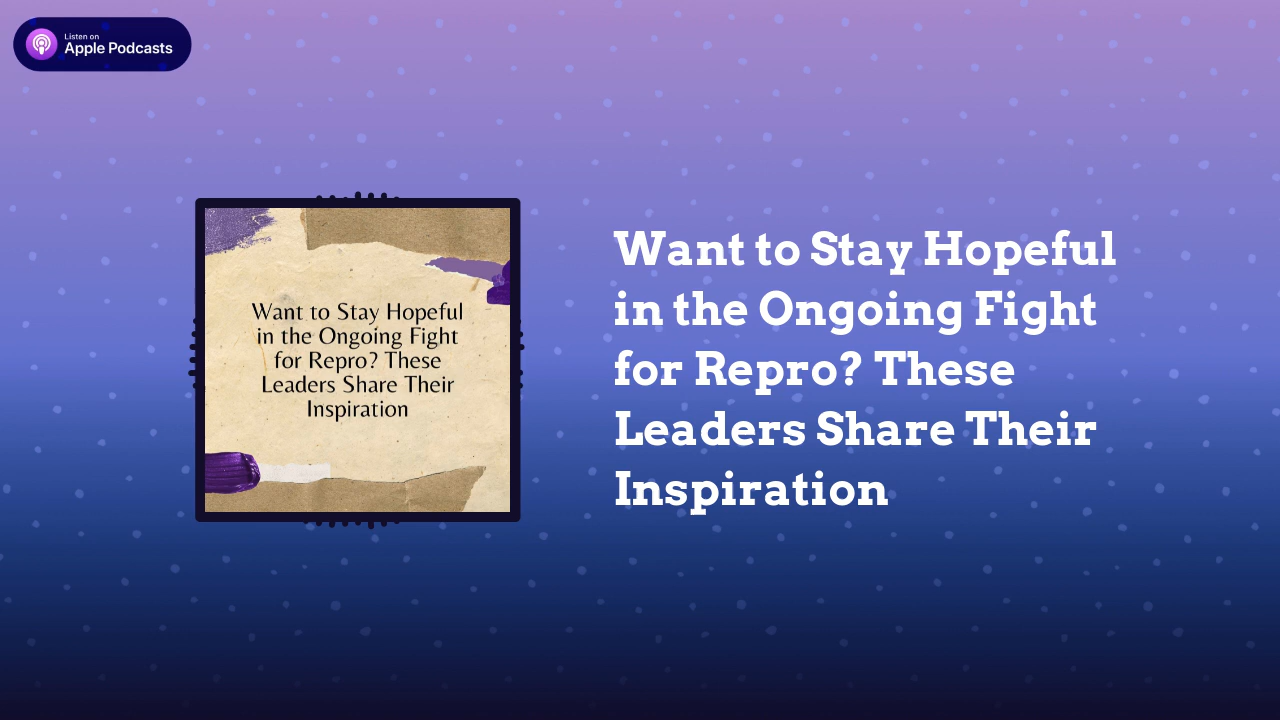 Listen on
Apple Podcasts
Want to Stay Hopeful
in the Ongoing Fight
for Repro? These
Leaders Share Their
Inspiration
Want to Stay Hopeful
in the Ongoing Fight
for Repro? These
Leaders Share Their
Inspiration